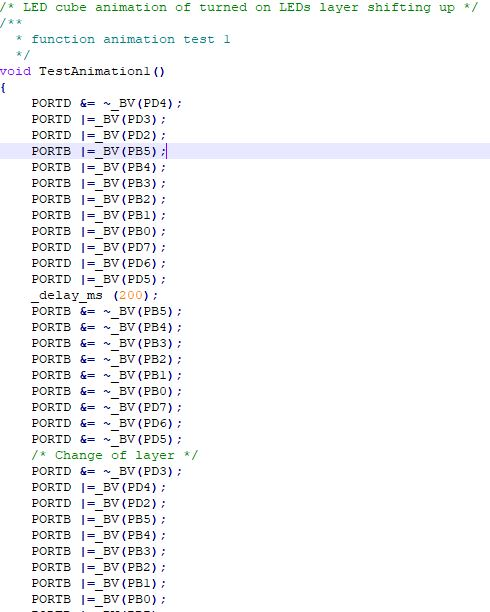 /* LED cube animation of turned on LEDs layer shifting up */
/**
* function animation test 1
*/
void TestAnimation1()
{
PORTD &= ~_BV(PD4);
PORTD |=_BV(PD3);
PORTD |=_BV(PD2);
PORTB |=_BV(PB5);
PORTB |=_BV(PB4);
PORTB |=_BV(PB3);
PORTB |=_BV(PB2);
PORTB |=_BV(PB1);
PORTB |=_BV(PB0);
PORTD |=_BV(PD7);
PORTD |=_BV(PD6);
PORTD |=_BV(PD5);
_delay_ms (200);
PORTB &= ~_BV(PB5);
PORTB &= ~_BV(PB4);
PORTB &= ~_BV(PB3);
PORTB &= ~_BV(PB2);
PORTB &= ~_BV(PB1);
PORTB &= ~_BV(PB0);
PORTD &= ~_BV(PD7);
PORTD &= ~_BV(PD6);
PORTD &= ~_BV(PD5);
/* Change of layer */
PORTD &= ~_BV(PD3);
PORTD |=_BV(PD4);
PORTD |=_BV(PD2);
PORTB |=_BV(PB5);
PORTB |=_BV(PB4);
PORTB |=_BV(PB3);
PORTB |=_BV(PB2);
PORTB |=_BV(PB1);
PORTB |=_BV(PB0);